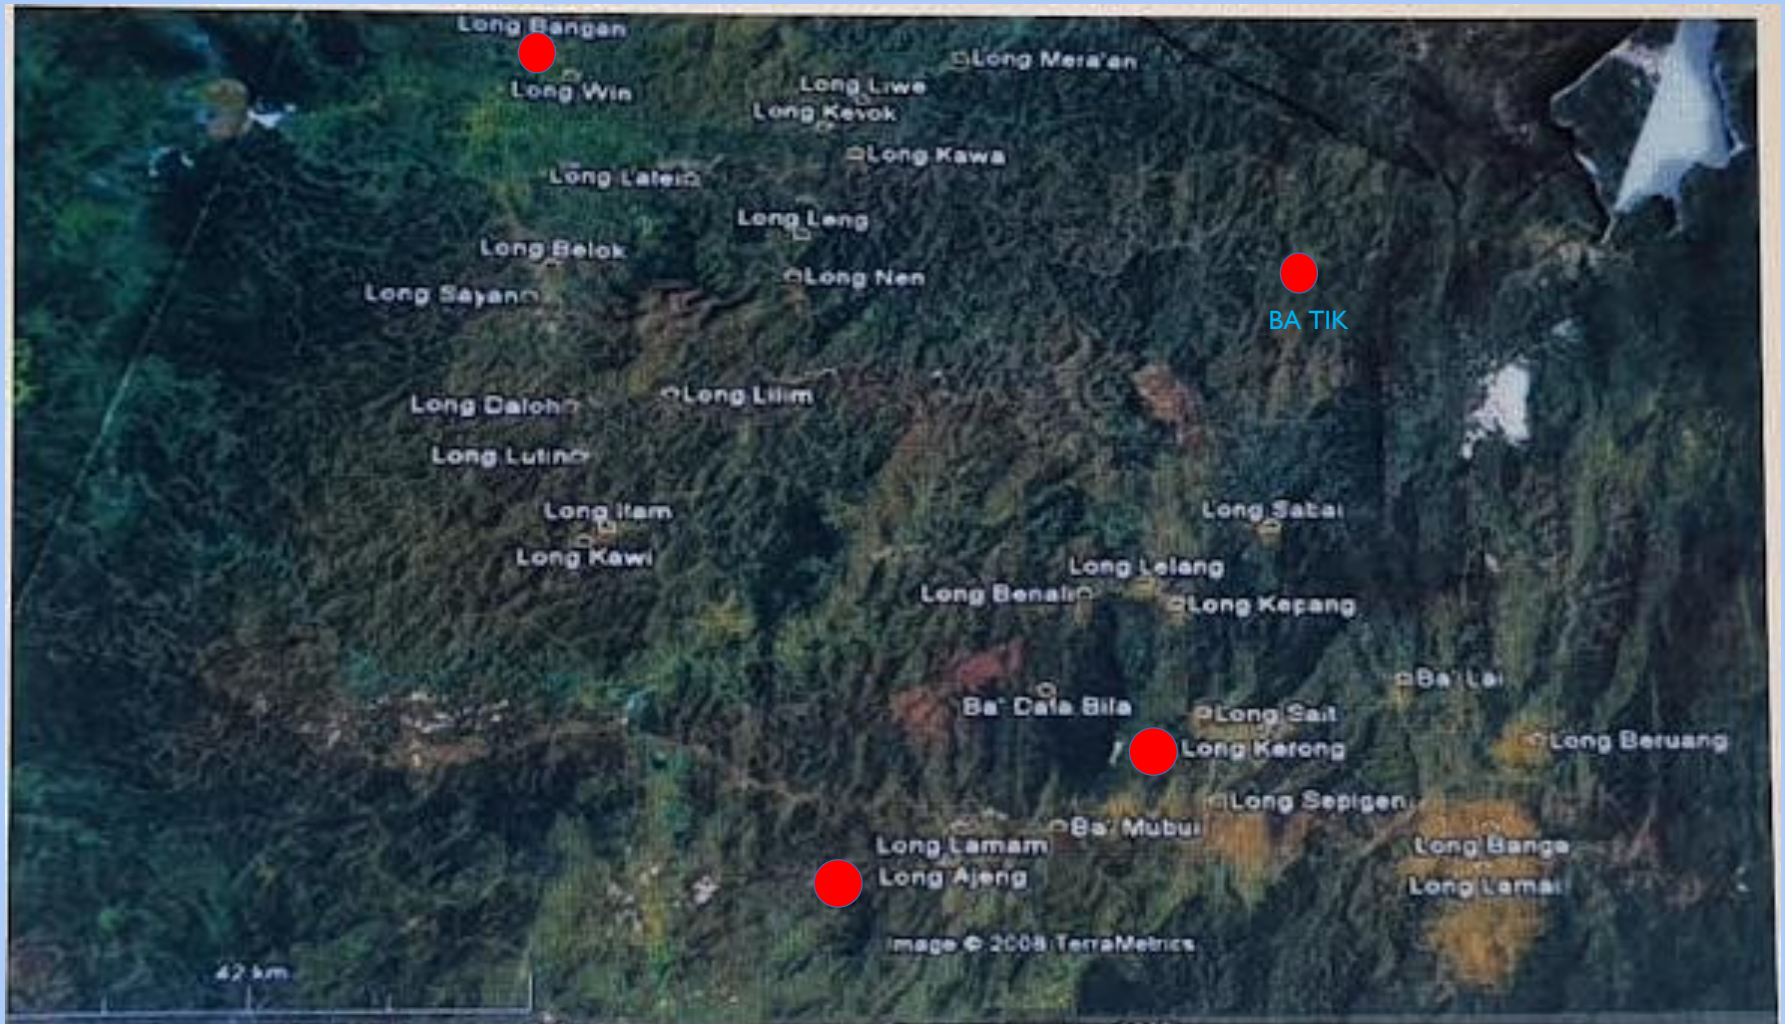 Long Bangan
Long Mera'an
Long Liwe
Long Win
Long Kevok
Long Kawa
Long Latei
Long Leng
Long Belok
Long Nen
Long Sayan
BA TIK
Long Lilim
Long Daloh
Long Lutin
Long Itam
Long Sabai
Long Kawi
Long Lelang
Long Benali
Long Kepang
Ba' Lai
Ba' Data Bila
Long Sait
Long Beruang
Long Kerong
Long Sepigen
Ba' Mubui
Long Lamam
Long Banga
Long Ajeng
Long Lamai
Image © 2008 TerraMetrics
42 km